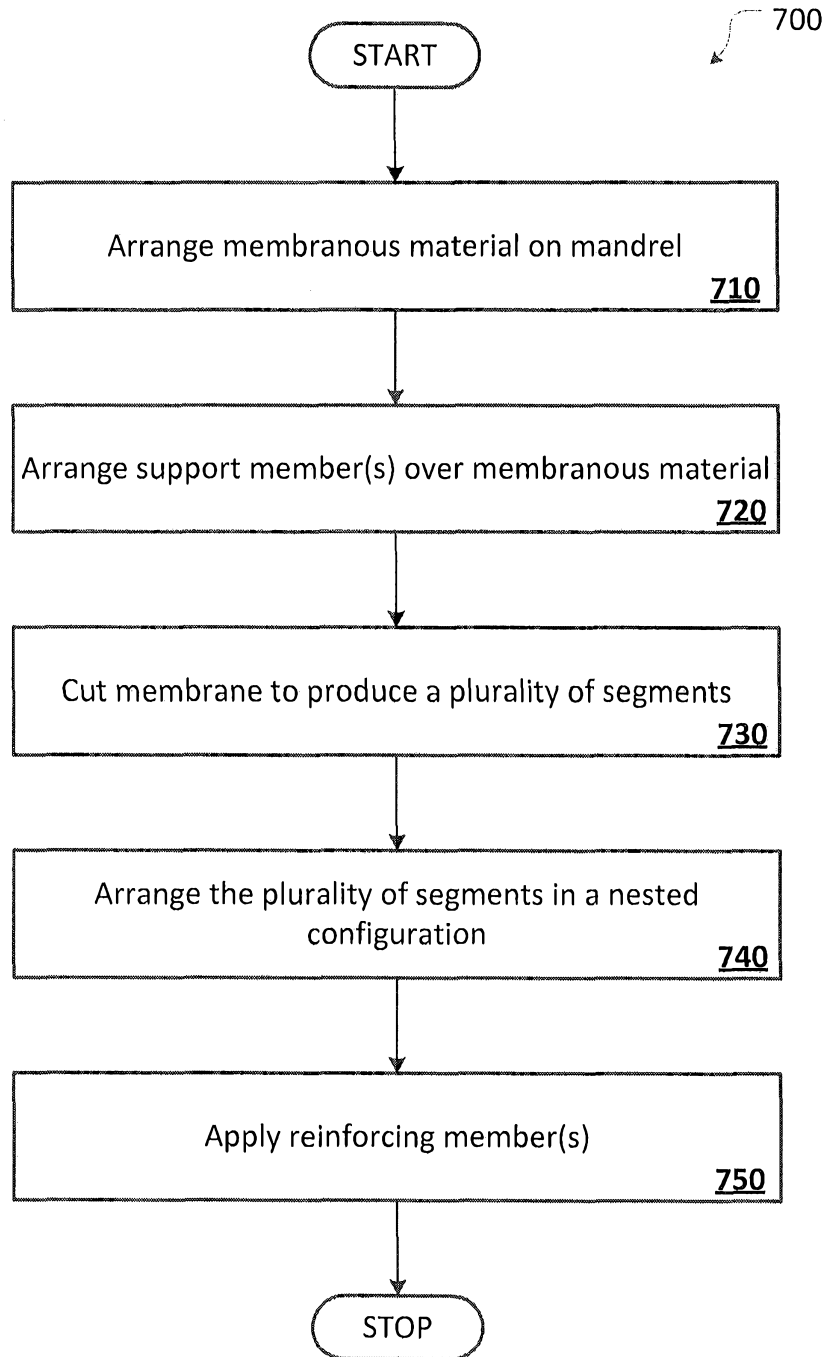 700
START
Arrange membranous material on mandrel
710
Arrange support member(s) over membranous material
720
Cut membrane to produce a plurality of segments
730
Arrange the plurality of segments in a nested
configuration
740
Apply reinforcing member(s)
750
STOP